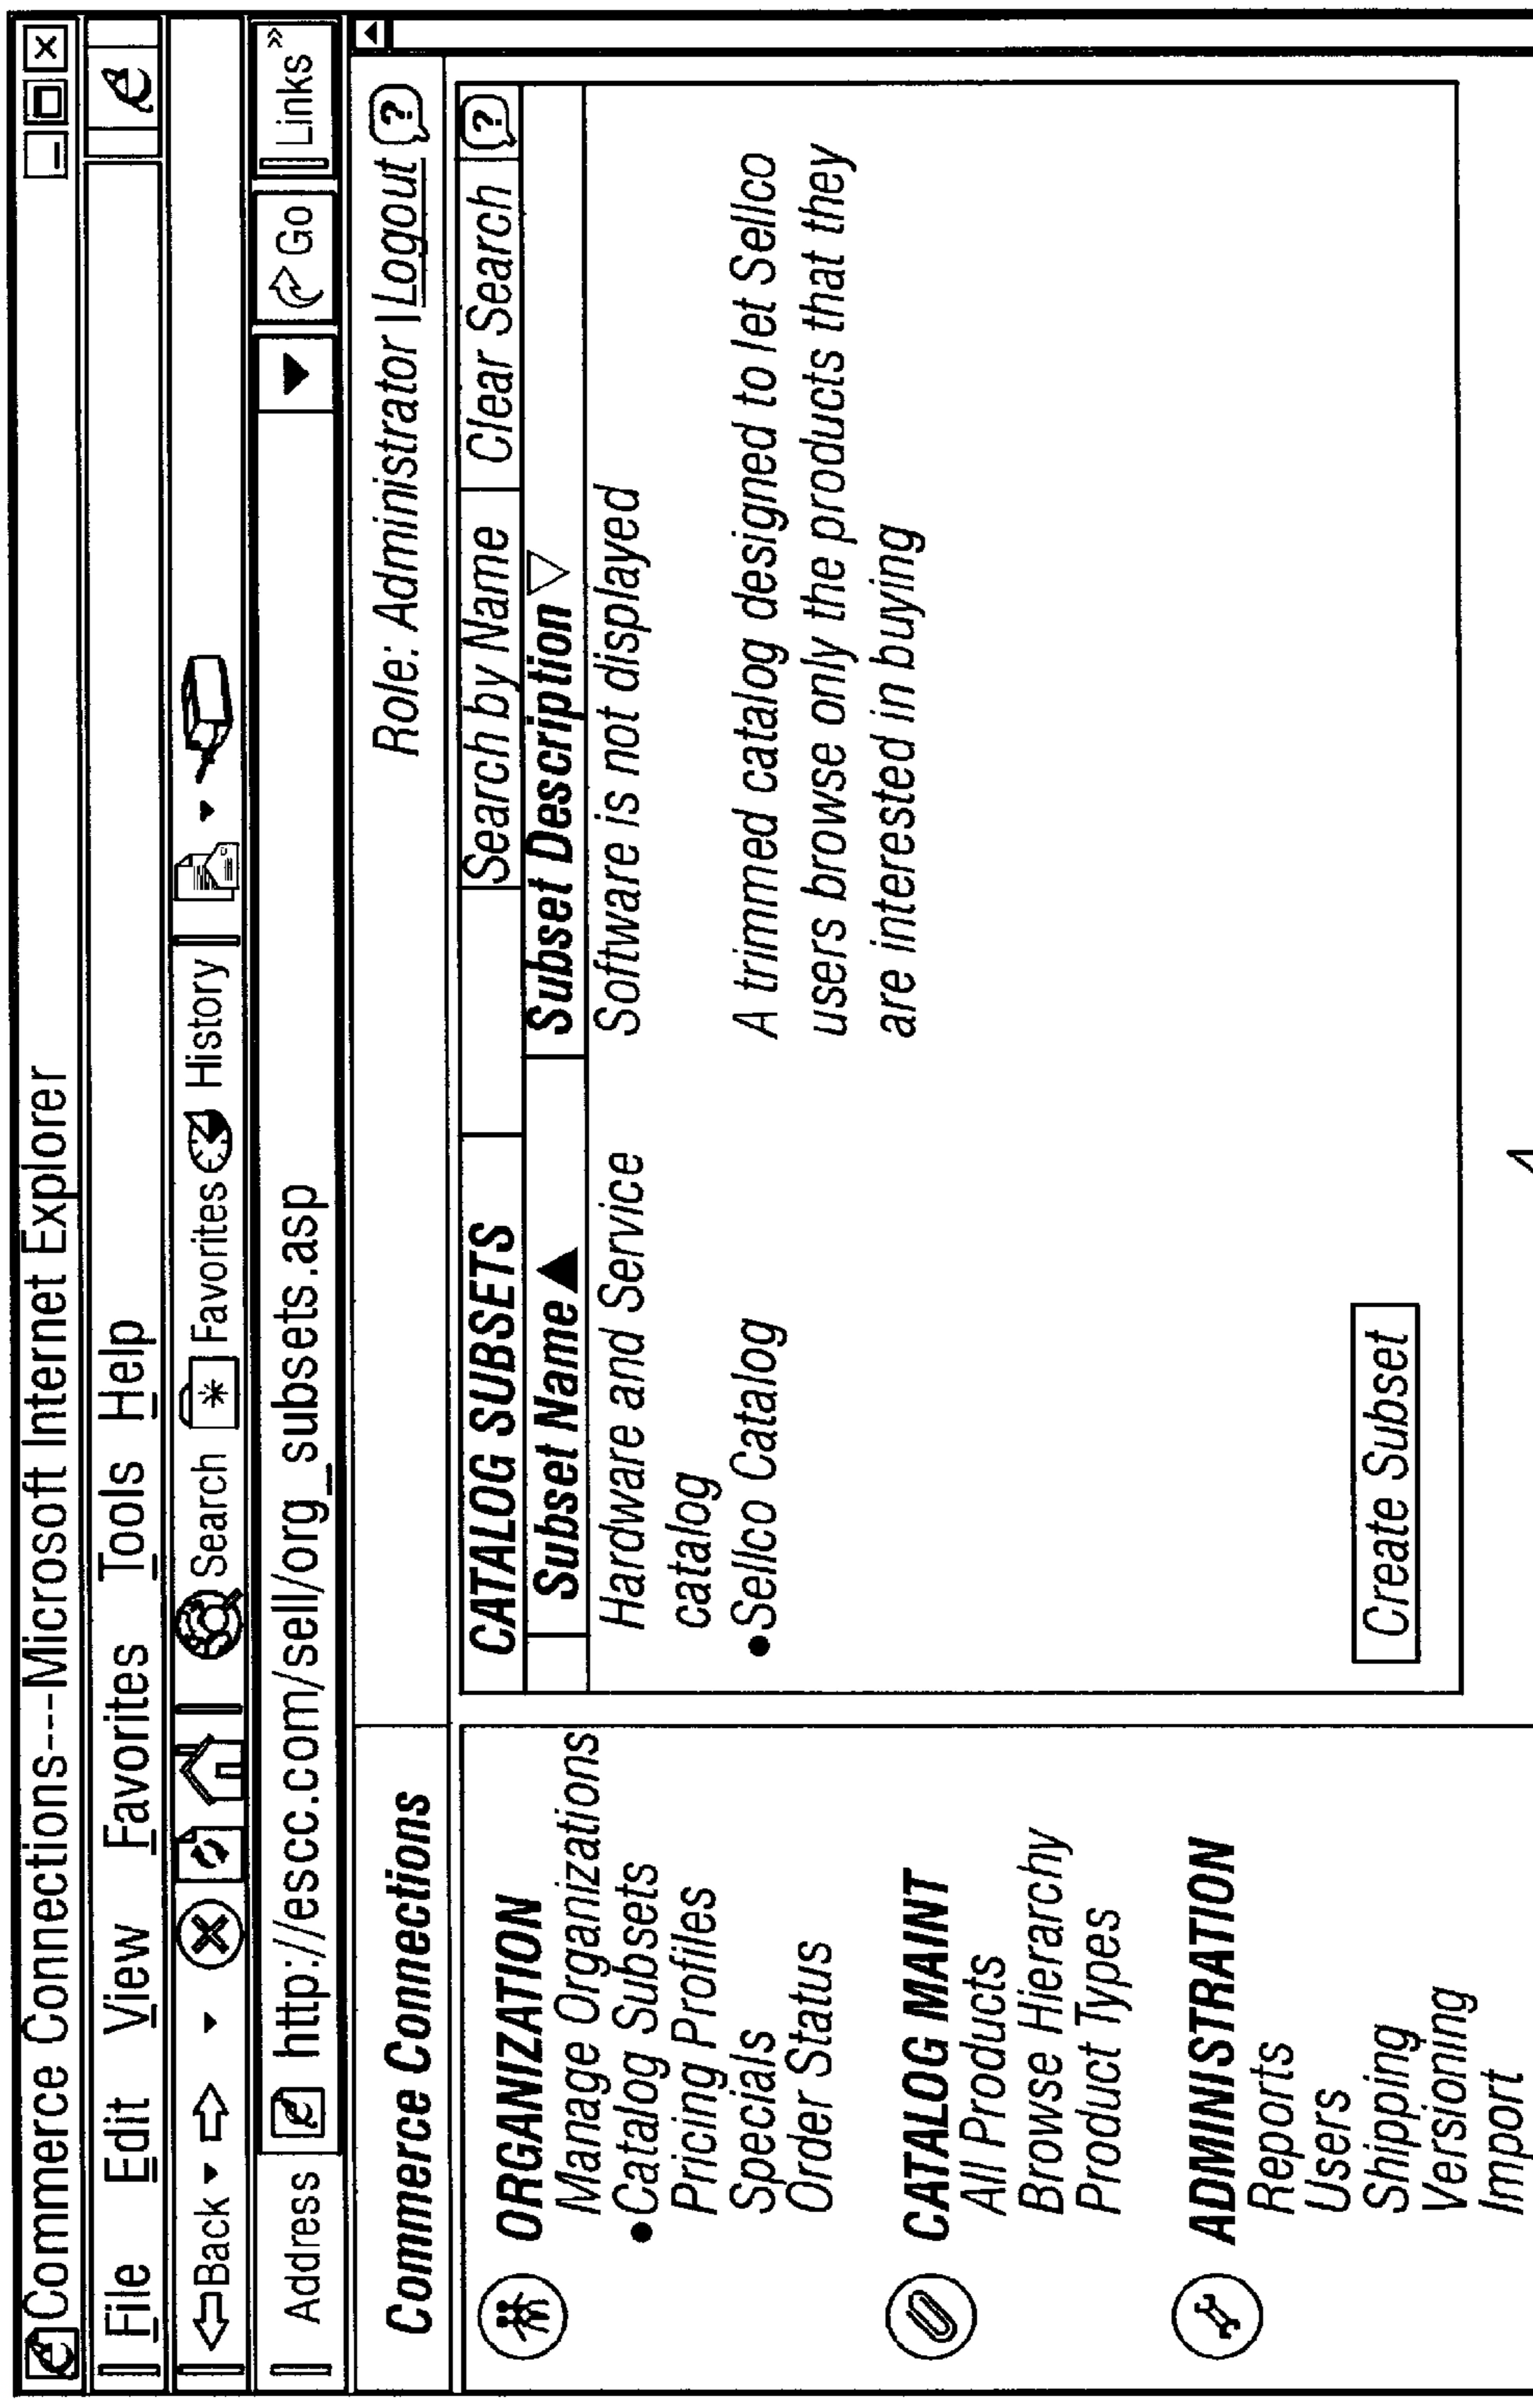 Commerce Connections---Microsoft Internet Explorer
File Edit View Favorites Tools Help
Back Search Favorites History
Address http://escc.com/sell/org_subsets.asp Go Links »
Commerce Connections Role: Administrator | Logout ?
ORGANIZATION
Manage Organizations
•Catalog Subsets
Pricing Profiles
Specials
Order Status
CATALOG MAINT
All Products
Browse Hierarchy
Product Types
ADMINISTRATION
Reports
Users
Shipping
Versioning
Import
CATALOG SUBSETS Search by Name Clear Search ?
Subset Name Subset Description
Hardware and Service Software is not displayed
catalog
•Sellco Catalog A trimmed catalog designed to let Sellco
users browse only the products that they
are interested in buying
Create Subset